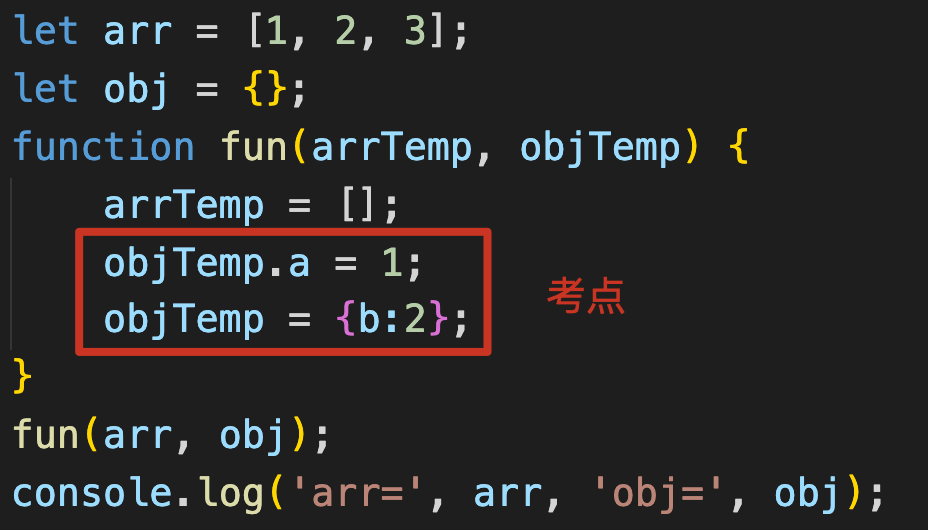 let arr = [1, 2, 3];
let obj = {};
function fun(arrTemp, objTemp) {
    arrTemp = [];
    objTemp.a = 1;
    objTemp = {b:2};
考点
}
fun(arr, obj);
console.log('arr=', arr, 'obj=', obj);